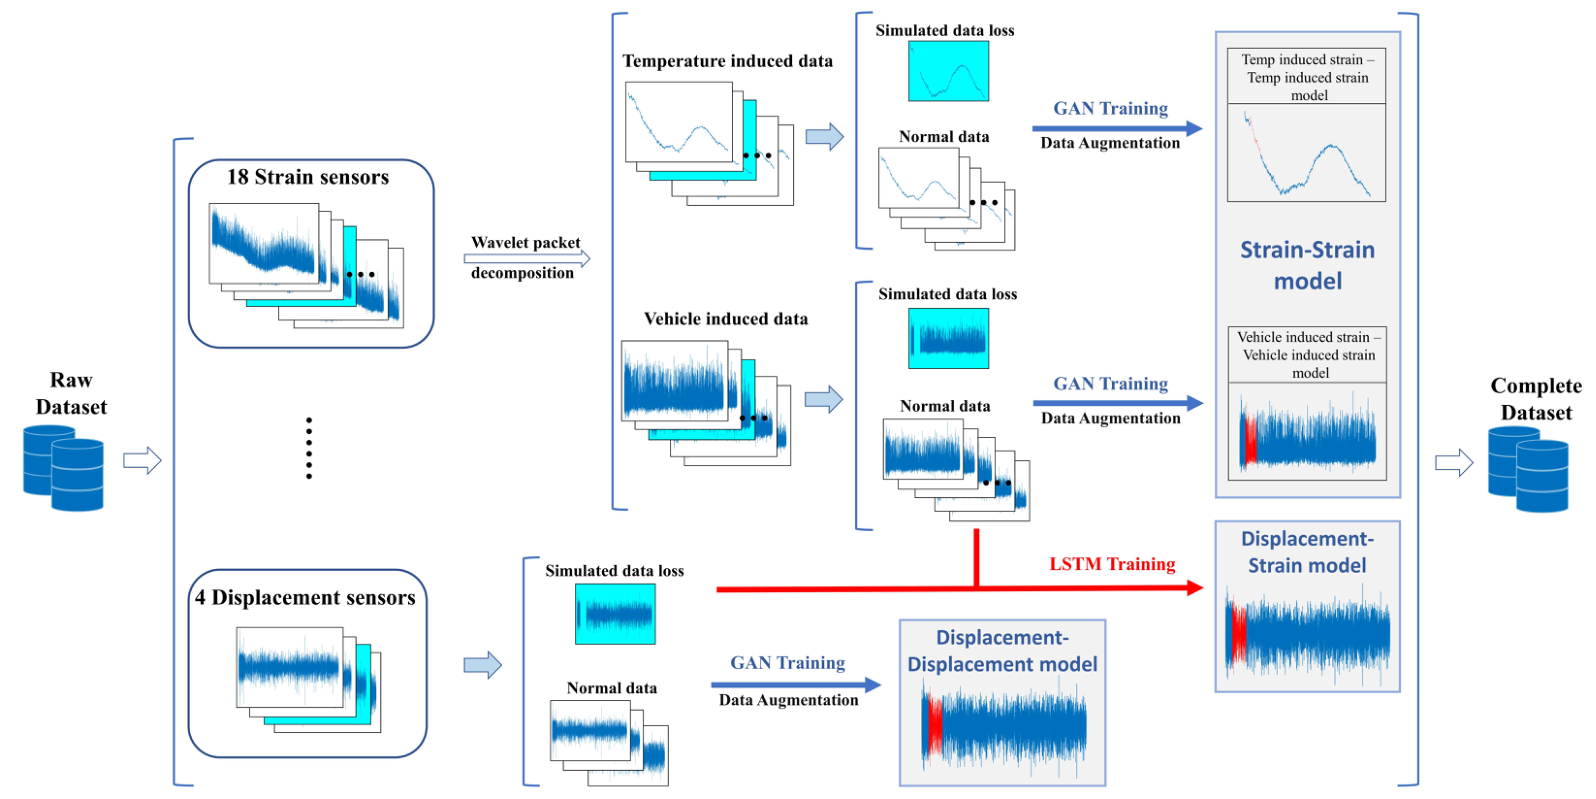 Raw
Dataset
18 Strain sensors
4 Displacement sensors
Wavelet packet
decomposition
Temperature induced data
Vehicle induced data
Simulated data loss
Normal data
Simulated data loss
Normal data
Simulated data loss
Normal data
GAN Training
Data Augmentation
GAN Training
Data Augmentation
LSTM Training
GAN Training
Data Augmentation
Temp induced strain –
Temp induced strain
model
Strain-Strain
model
Vehicle induced strain –
Vehicle induced strain
model
Displacement-
Strain model
Displacement-
Displacement model
Complete
Dataset